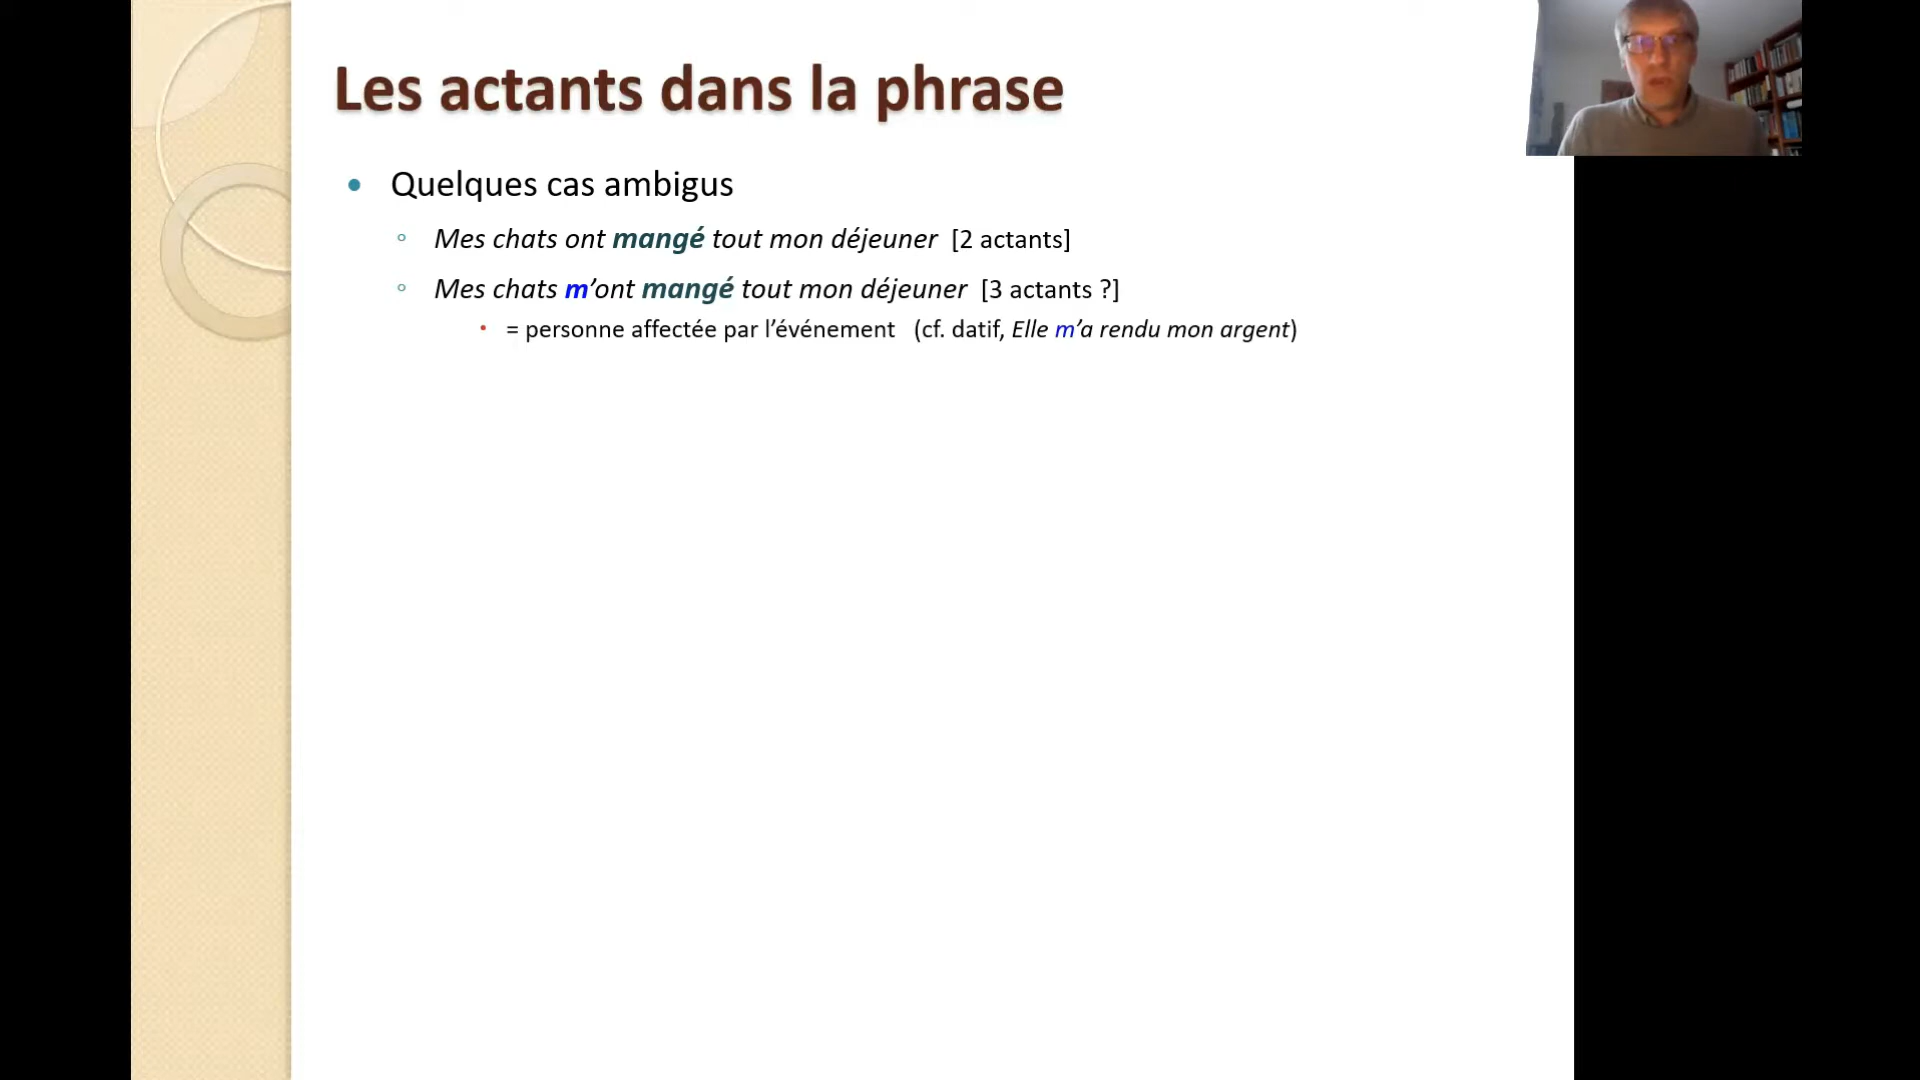 Les actants dans la phrase
• Quelques cas ambigus
◦ Mes chats ont mangé tout mon déjeuner [2 actants]
◦ Mes chats m’ont mangé tout mon déjeuner [3 actants ?]
• = personne affectée par l’événement (cf. datif, Elle m’a rendu mon argent)